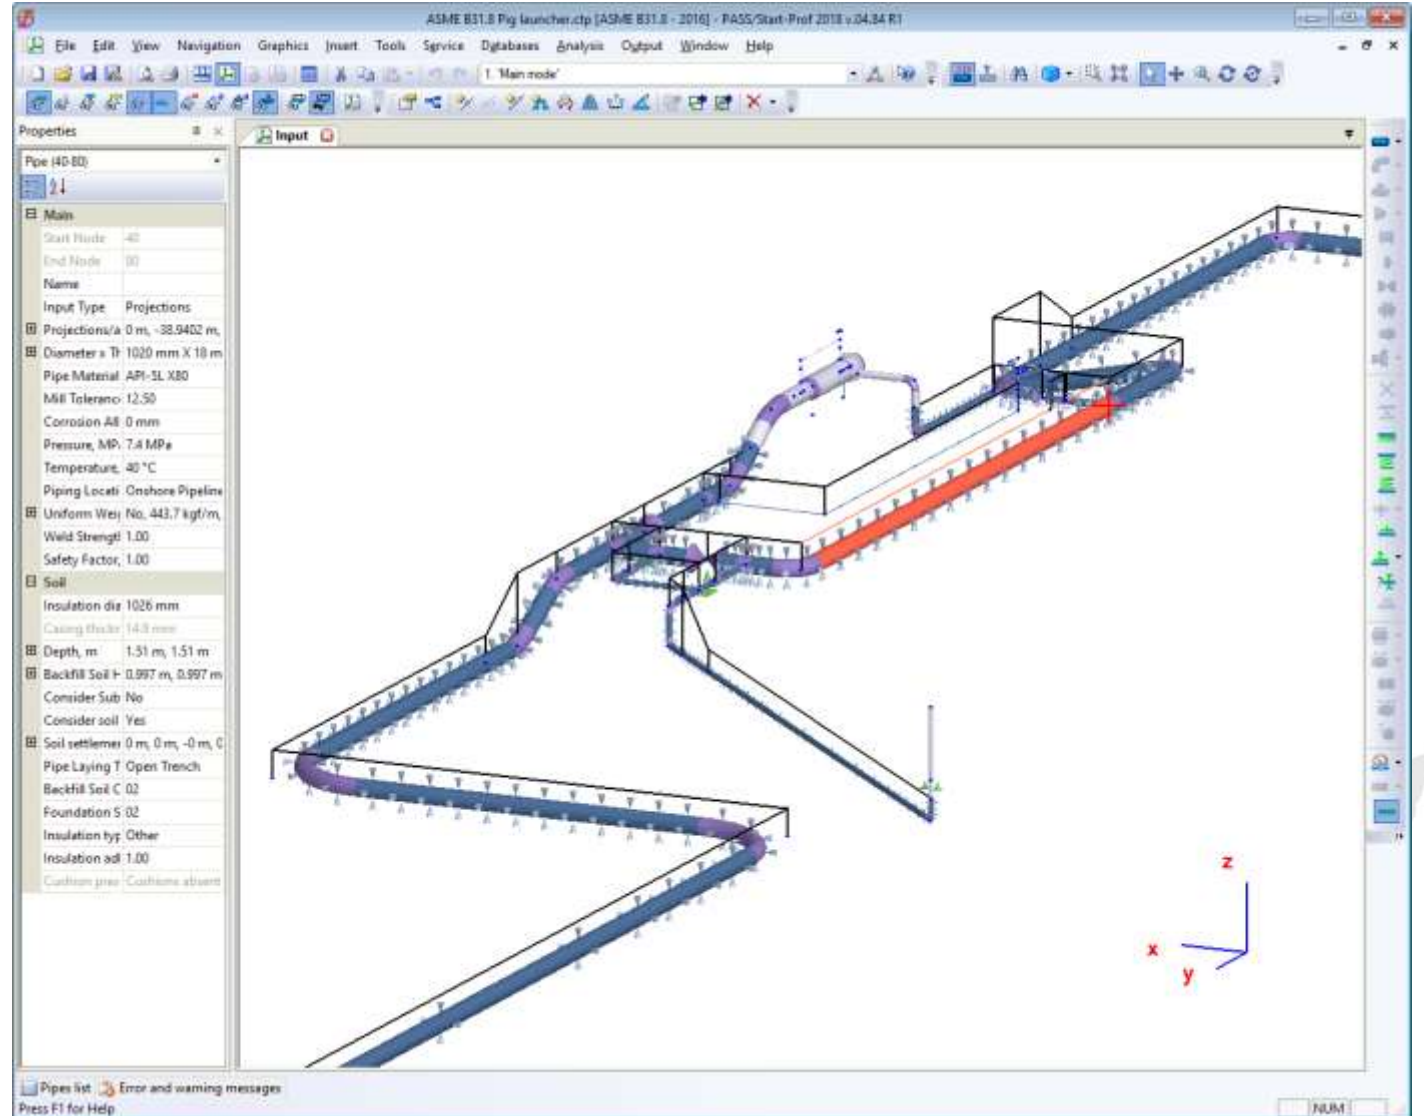 ASME B31.8 Pig launcher.ctp [ASME B31.8 - 2016] - PASS/Start-Prof 2018 v.04.84 R1
File Edit View Navigation Graphics Insert Tools Service Databases Analysis Output Window Help
1. 'Main mode'
Properties
Input
Pipe (40-80)
Main
Start Node 40
End Node 80
Name
Input Type Projections
Projections/a 0 m, -38.9402 m,
Diameter x Th 1020 mm X 18 m
Pipe Material API-5L X80
Mill Toleranc 12.50
Corrosion All 0 mm
Pressure, MP 7.4 MPa
Temperature, 40 °C
Piping Locati Onshore Pipeline
Uniform Wei No, 443.7 kgf/m,
Weld Strengtl 1.00
Safety Factor, 1.00
Soil
Insulation dia 1026 mm
Casing thickr 14.8 mm
Depth, m 1.51 m, 1.51 m
Backfill Soil H 0.997 m, 0.997 m
Consider Sub No
Consider soil Yes
Soil settlemer 0 m, 0 m, -0 m, 0
Pipe Laying T Open Trench
Backfill Soil C 02
Foundation S 02
Insulation typ Other
Insulation adl 1.00
Cushion pres Cushions absent
z
x
y
Pipes list Error and warning messages
Press F1 for Help
NUM